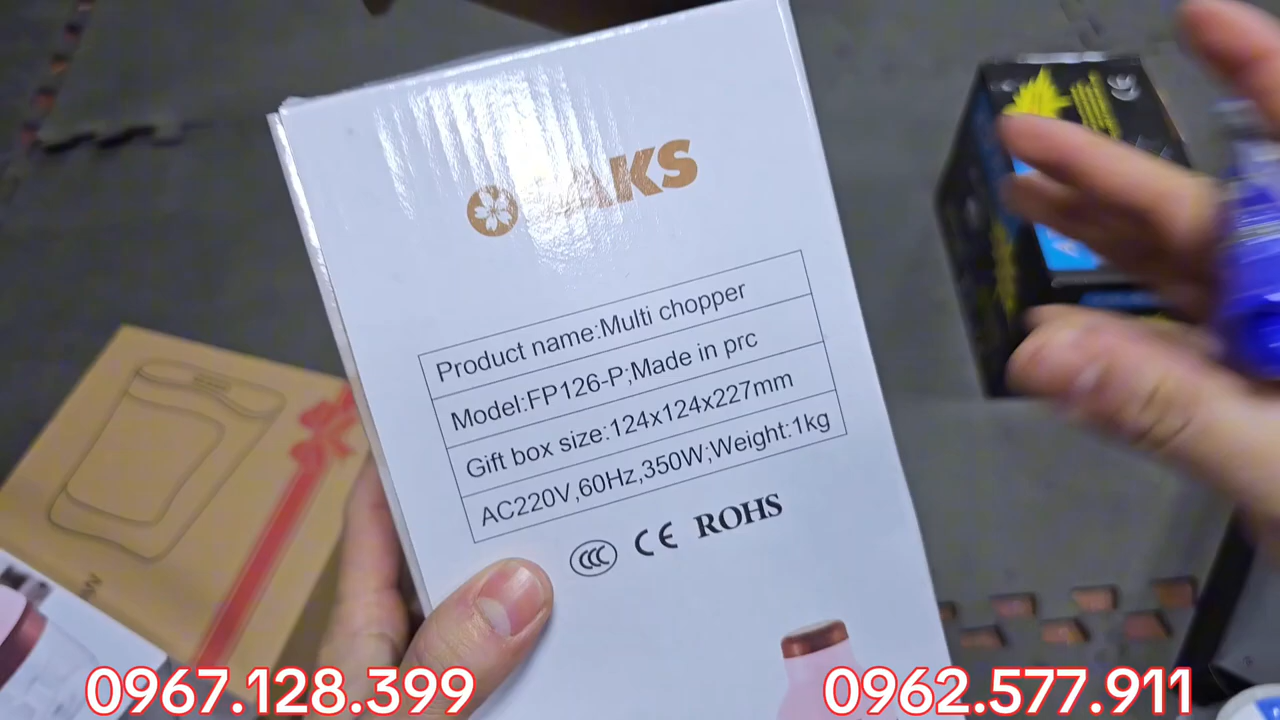 Product name:Multi chopper
Model:FP126-P;Made in prc
Gift box size:124x124x227mm
AC220V,60Hz,350W;Weight:1kg
CCC CE ROHS
0967.128.399
0962.577.911